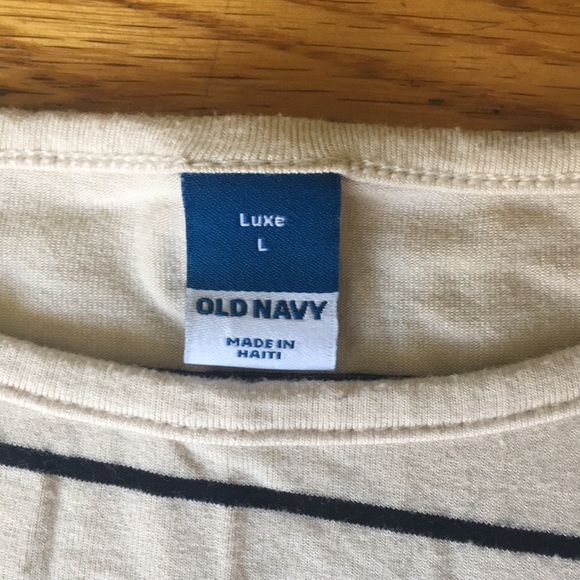 Luxe
L
OLD NAVY
MADE IN
HAITI